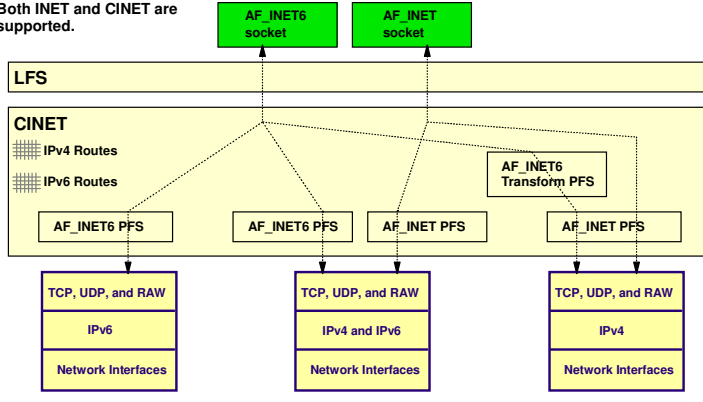 Both INET and CINET are
supported.
AF_INET6
socket
AF_INET
socket
LFS
CINET
IPv4 Routes
IPv6 Routes
AF_INET6
Transform PFS
AF_INET6 PFS
AF_INET6 PFS
AF_INET PFS
AF_INET PFS
TCP, UDP, and RAW
TCP, UDP, and RAW
TCP, UDP, and RAW
IPv6
IPv4 and IPv6
IPv4
Network Interfaces
Network Interfaces
Network Interfaces